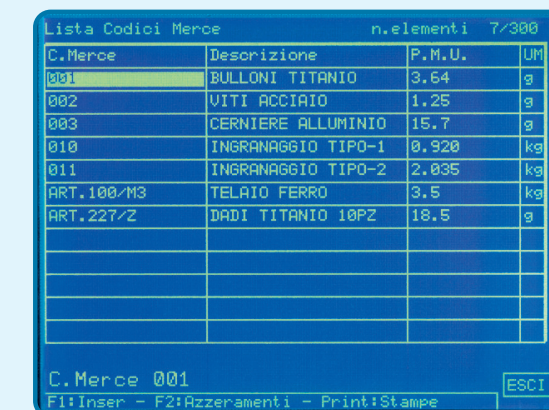 Lista Codici Merce n.elementi 7/300
C.Merce Descrizione P.M.U. UM
001 BULLONI TITANIO 3.64 g
002 VITI ACCIAIO 1.25 g
003 CERNIERE ALLUMINIO 15.7 g
010 INGRANAGGIO TIPO-1 0.920 kg
011 INGRANAGGIO TIPO-2 2.035 kg
ART.100/M3 TELAIO FERRO 3.5 kg
ART.227/Z DADI TITANIO 10PZ 18.5 g
C.Merce 001
ESCI
F1:Inser - F2:Azzeramenti - Print:Stampe